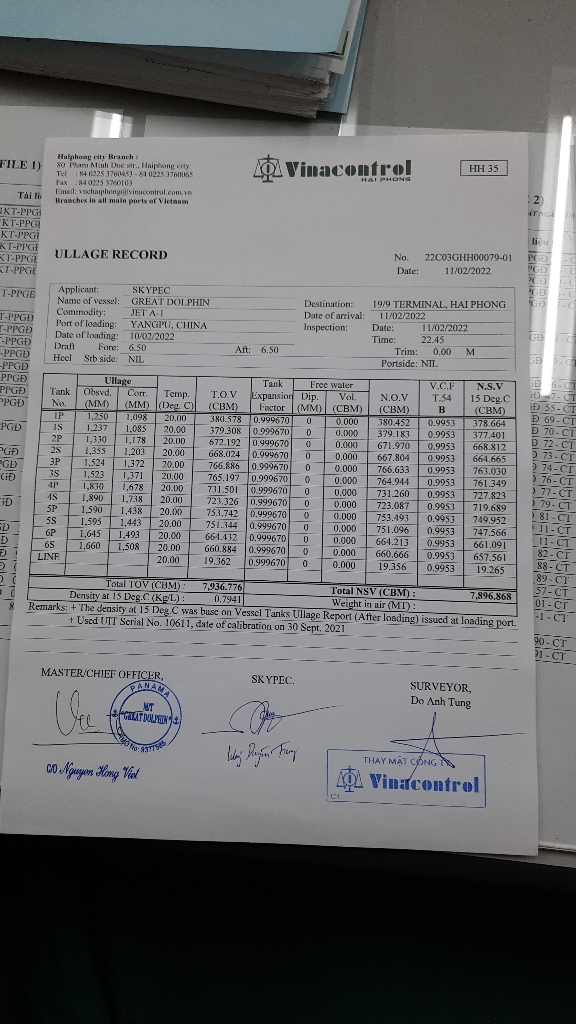 Haiphong city Branch :
80 Pham Minh Duc str., Haiphong city
Tel : 84 0225 3760453 - 84 0225 3760065
Fax : 84 0225 3760103
Email: vnchaiphong@vinacontrol.com.vn
Branches in all main ports of Vietnam
Vinacontrol
HAI PHONG
HH 35
ULLAGE RECORD
No. 22C03GHH00079-01
Date: 11/02/2022
Applicant: SKYPEC
Name of vessel: GREAT DOLPHIN
Commodity: JET A-1
Port of loading: YANGPU, CHINA
Date of loading: 10/02/2022
Draft Fore: 6.50 Aft: 6.50
Heel Stb side: NIL
Destination: 19/9 TERMINAL, HAI PHONG
Date of arrival: 11/02/2022
Inspection: Date: 11/02/2022
Time: 22.45
Trim: 0.00 M
Portside: NIL
Tank No. Ullage Obsvd. (MM) Corr. (MM) Temp. (Deg. C) T.O.V (CBM) Tank Expansion Factor Free water Dip. (MM) Vol. (CBM) N.O.V (CBM) V.C.F T.54 B N.S.V 15 Deg.C (CBM)
1P 1,250 1,098 20.00 380.578 0.999670 0 0.000 380.452 0.9953 378.664
1S 1,237 1,085 20.00 379.308 0.999670 0 0.000 379.183 0.9953 377.401
2P 1,330 1,178 20.00 672.192 0.999670 0 0.000 671.970 0.9953 668.812
2S 1,355 1,203 20.00 668.024 0.999670 0 0.000 667.804 0.9953 664.665
3P 1,524 1,372 20.00 766.886 0.999670 0 0.000 766.633 0.9953 763.030
3S 1,523 1,371 20.00 765.197 0.999670 0 0.000 764.944 0.9953 761.349
4P 1,830 1,678 20.00 731.501 0.999670 0 0.000 731.260 0.9953 727.823
4S 1,890 1,738 20.00 723.326 0.999670 0 0.000 723.087 0.9953 719.689
5P 1,590 1,438 20.00 753.742 0.999670 0 0.000 753.493 0.9953 749.952
5S 1,595 1,443 20.00 751.344 0.999670 0 0.000 751.096 0.9953 747.566
6P 1,645 1,493 20.00 664.432 0.999670 0 0.000 664.213 0.9953 661.091
6S 1,660 1,508 20.00 660.884 0.999670 0 0.000 660.666 0.9953 657.561
LINE 20.00 19.362 0.999670 0 0.000 19.356 0.9953 19.265
Total TOV (CBM) : 7,936.776 Total NSV (CBM) : 7,896.868
Density at 15 Deg.C (Kg/L) : 0.7941 Weight in air (MT) :
Remarks: + The density at 15 Deg.C was base on Vessel Tanks Ullage Report (After loading) issued at loading port.
+ Used UIT Serial No. 10611, date of calibration on 30 Sept, 2021
MASTER/CHIEF OFFICER,
SKYPEC.
SURVEYOR,
Do Anh Tung
PANAMA
M/T
"GREAT DOLPHIN"
IMO No: 9377585
C/O Nguyen Hong Viet
THAY MẶT CÔNG TY
Vinacontrol
C1